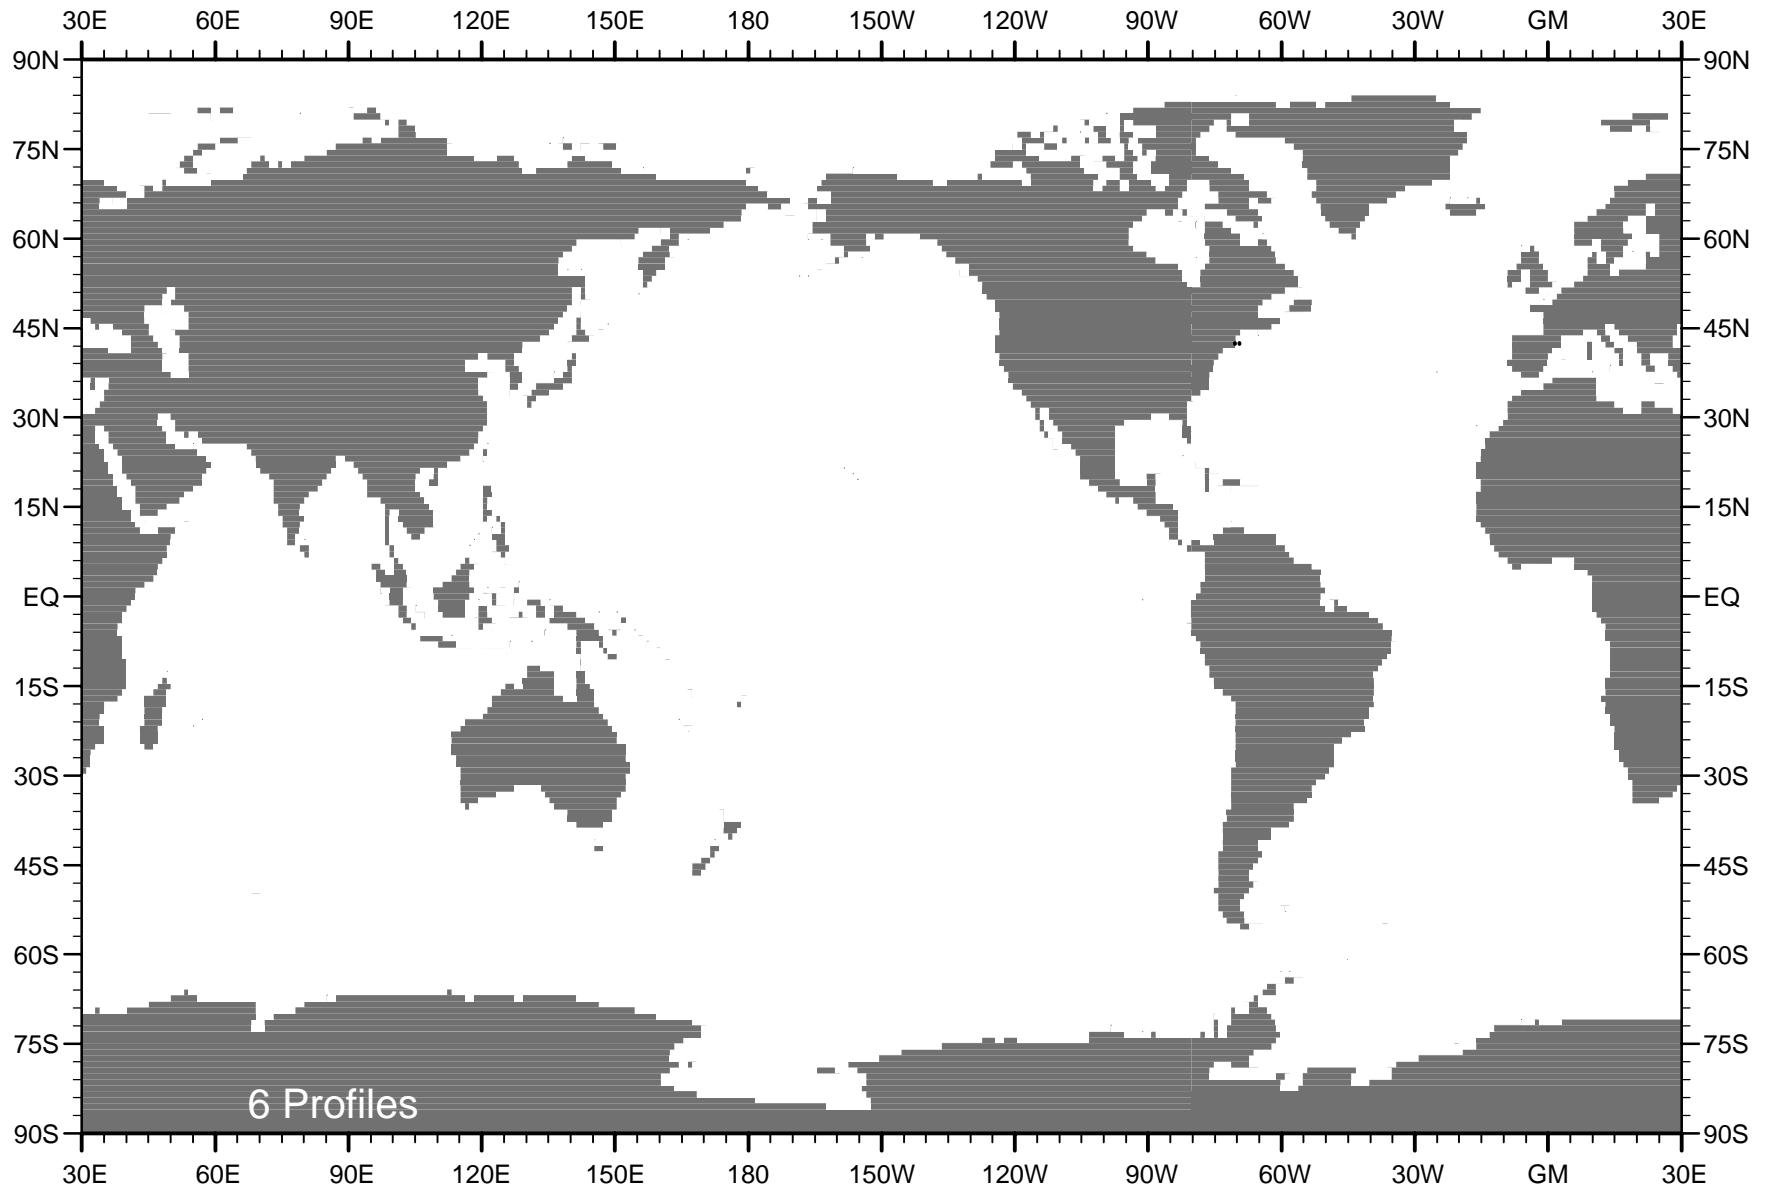 30E 60E 90E 120E 150E 180 150W 120W 90W 60W 30W GM 30E
90N 90N
75N 75N
60N 60N
45N 45N
30N 30N
15N 15N
EQ EQ
15S 15S
30S 30S
45S 45S
60S 60S
75S 75S
6 Profiles
90S 90S
30E 60E 90E 120E 150E 180 150W 120W 90W 60W 30W GM 30E